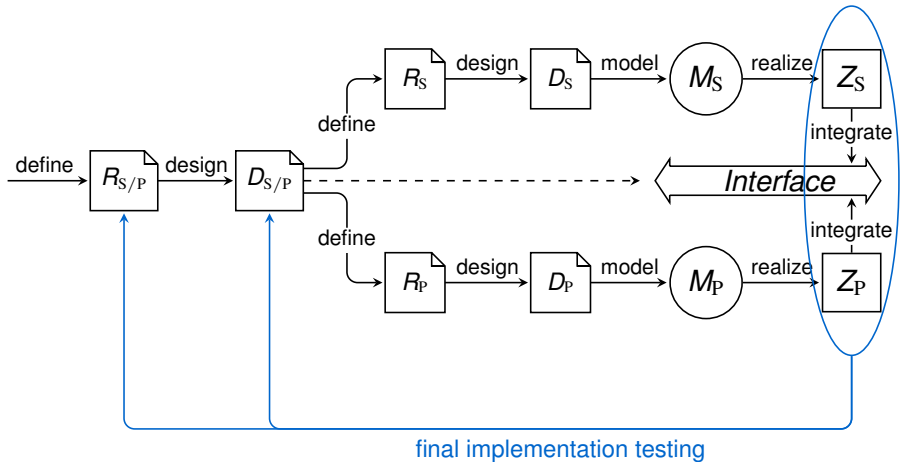 R_S design D_S model M_S realize Z_S
define integrate
define R_S/P design D_S/P Interface
define integrate
R_P design D_P model M_P realize Z_P
final implementation testing